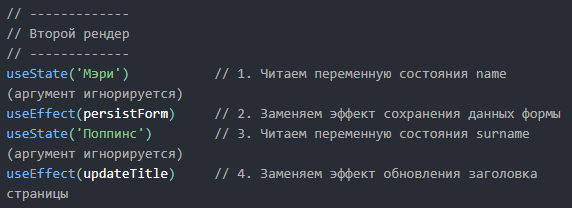 // -------------
// Второй рендер
// -------------
useState('Мэри')           // 1. Читаем переменную состояния name
(аргумент игнорируется)
useEffect(persistForm)     // 2. Заменяем эффект сохранения данных формы
useState('Поппинс')        // 3. Читаем переменную состояния surname
(аргумент игнорируется)
useEffect(updateTitle)     // 4. Заменяем эффект обновления заголовка
страницы